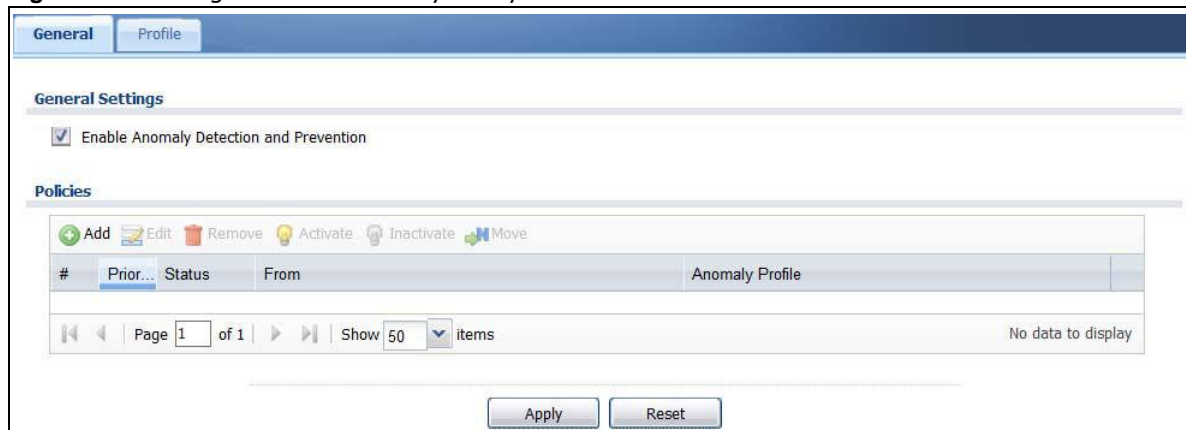 General Profile
General Settings
Enable Anomaly Detection and Prevention
Policies
Add Edit Remove Activate Inactivate Move
# Prior... Status From Anomaly Profile
Page 1 of 1 Show 50 items No data to display
Apply Reset